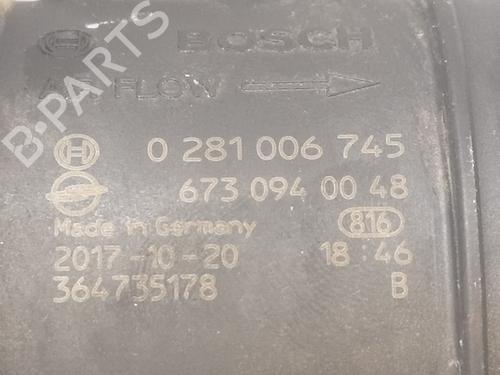 BOSCH
AIR FLOW
0 281 006 745
673 094 00 48
Made in Germany
816
2017-10-20 18:46
364735178 B
B-PARTS